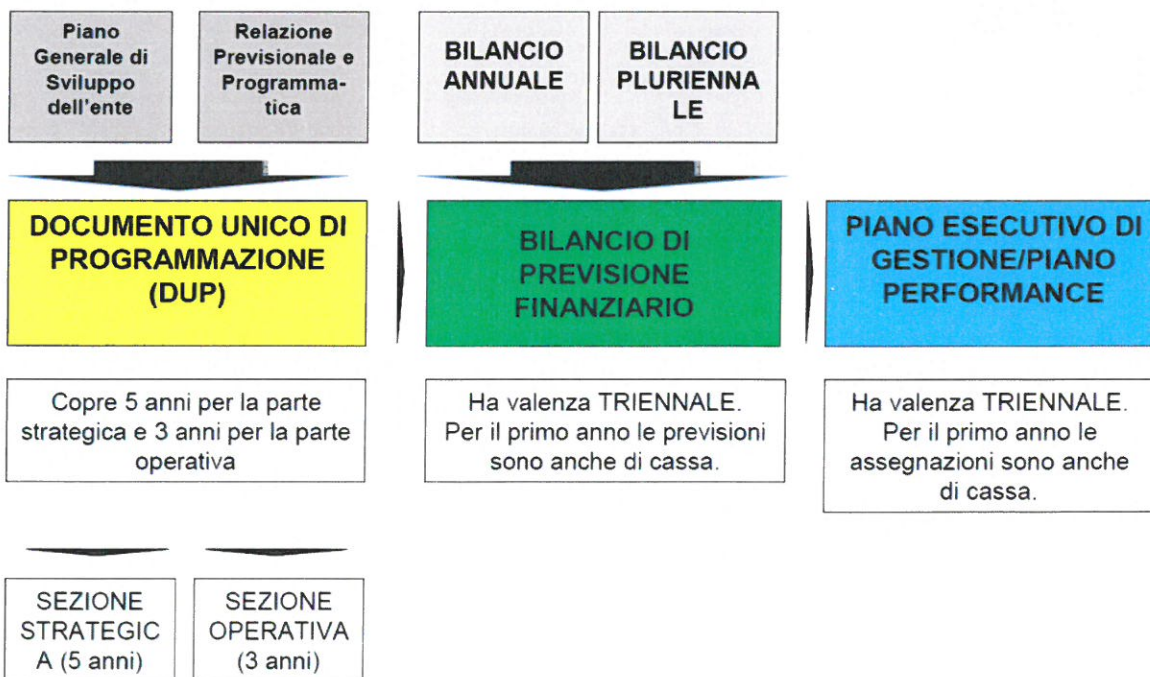 Piano
Generale di
Sviluppo
dell'ente
Relazione
Previsionale e
Programma-
tica
BILANCIO
ANNUALE
BILANCIO
PLURIENNA
LE
DOCUMENTO UNICO DI
PROGRAMMAZIONE
(DUP)
BILANCIO DI
PREVISIONE
FINANZIARIO
PIANO ESECUTIVO DI
GESTIONE/PIANO
PERFORMANCE
Copre 5 anni per la parte
strategica e 3 anni per la parte
operativa
Ha valenza TRIENNALE.
Per il primo anno le previsioni
sono anche di cassa.
Ha valenza TRIENNALE.
Per il primo anno le
assegnazioni sono anche
di cassa.
SEZIONE
STRATEGIC
A (5 anni)
SEZIONE
OPERATIVA
(3 anni)